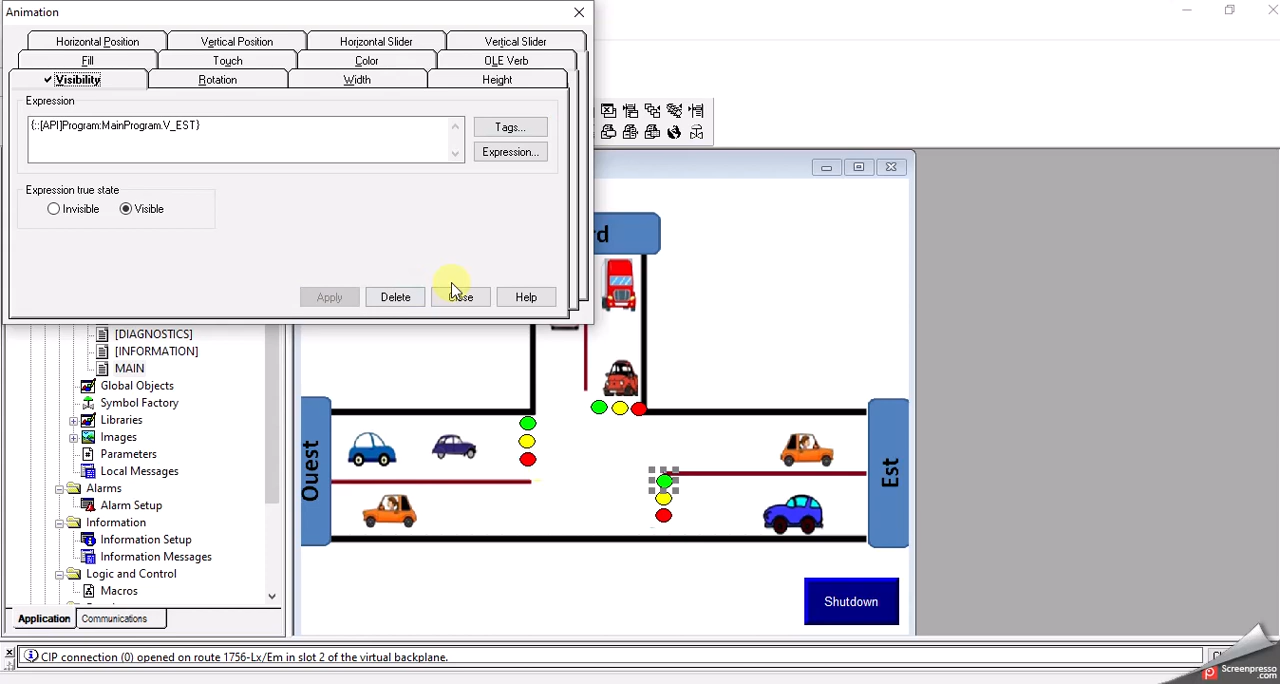 Animation
Horizontal Position
Vertical Position
Horizontal Slider
Vertical Slider
Fill
Touch
Color
OLE Verb
Visibility
Rotation
Width
Height
Expression
{::[API]Program:MainProgram.V_EST}
Tags...
Expression...
Expression true state
Invisible
Visible
Apply
Delete
Close
Help
[DIAGNOSTICS]
[INFORMATION]
MAIN
Global Objects
Symbol Factory
Libraries
Images
Parameters
Local Messages
Alarms
Alarm Setup
Information
Information Setup
Information Messages
Logic and Control
Macros
Application
Communications
rd
Ouest
Est
Shutdown
CIP connection (0) opened on route 1756-Lx/Em in slot 2 of the virtual backplane.
Screenpresso
.com